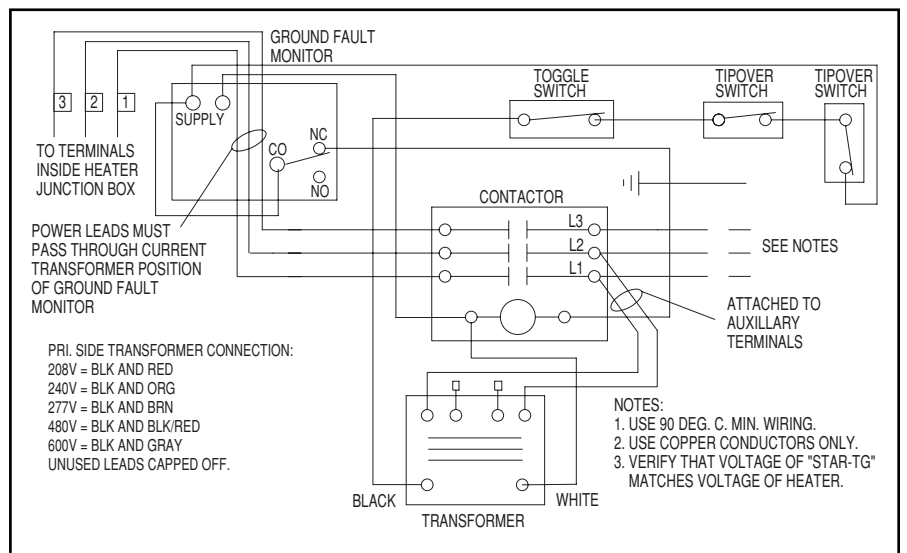 GROUND FAULT
MONITOR
TOGGLE
SWITCH
TIPOVER
SWITCH
TIPOVER
SWITCH
3
2
1
SUPPLY
NC
CO
NO
TO TERMINALS
INSIDE HEATER
JUNCTION BOX
CONTACTOR
L3
L2
L1
SEE NOTES
POWER LEADS MUST
PASS THROUGH CURRENT
TRANSFORMER POSITION
OF GROUND FAULT
MONITOR
ATTACHED TO
AUXILLARY
TERMINALS
PRI. SIDE TRANSFORMER CONNECTION:
208V = BLK AND RED
240V = BLK AND ORG
277V = BLK AND BRN
480V = BLK AND BLK/RED
600V = BLK AND GRAY
UNUSED LEADS CAPPED OFF.
NOTES:
1. USE 90 DEG. C. MIN. WIRING.
2. USE COPPER CONDUCTORS ONLY.
3. VERIFY THAT VOLTAGE OF "STAR-TG"
MATCHES VOLTAGE OF HEATER.
BLACK
WHITE
TRANSFORMER